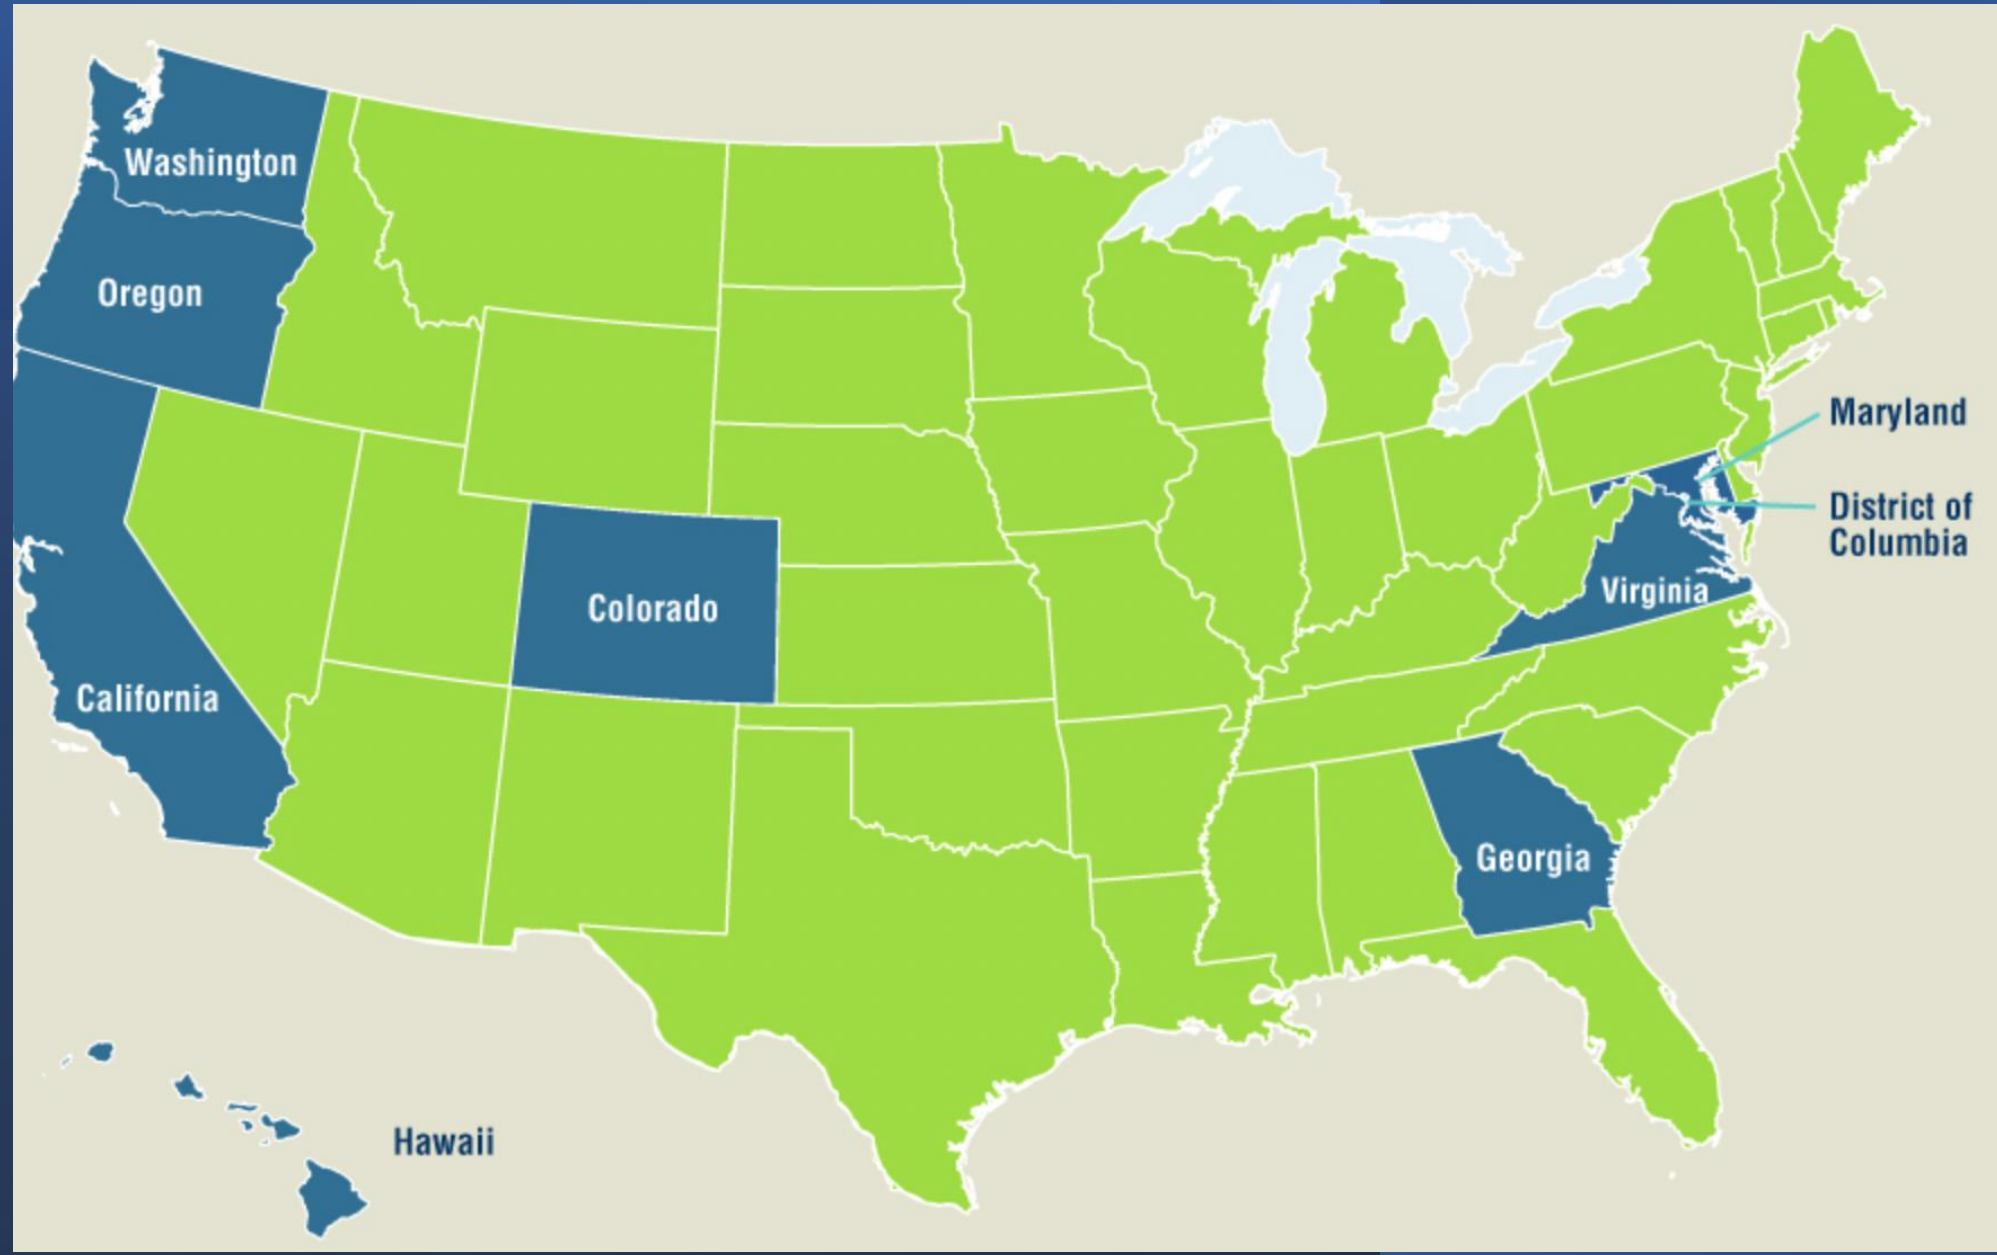 Washington
Oregon
Maryland
District of
Columbia
Virginia
Colorado
California
Georgia
Hawaii